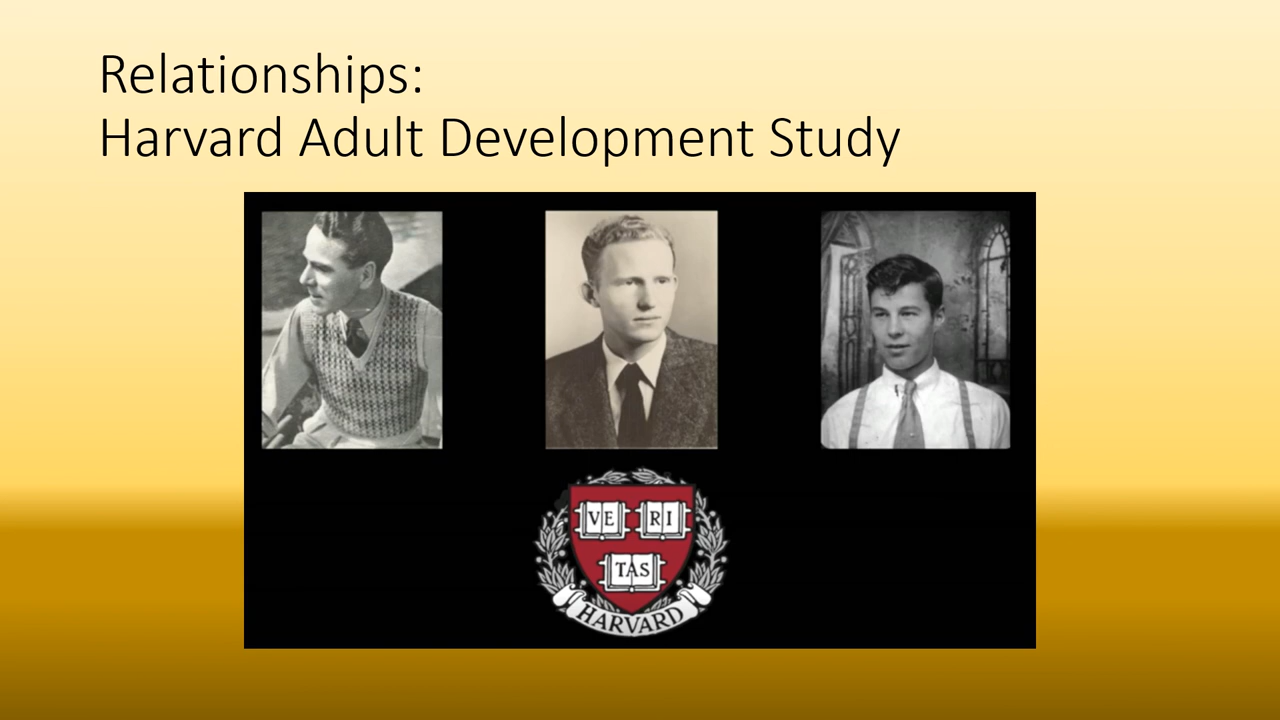 Relationships:
Harvard Adult Development Study
VE RI
TAS
HARVARD